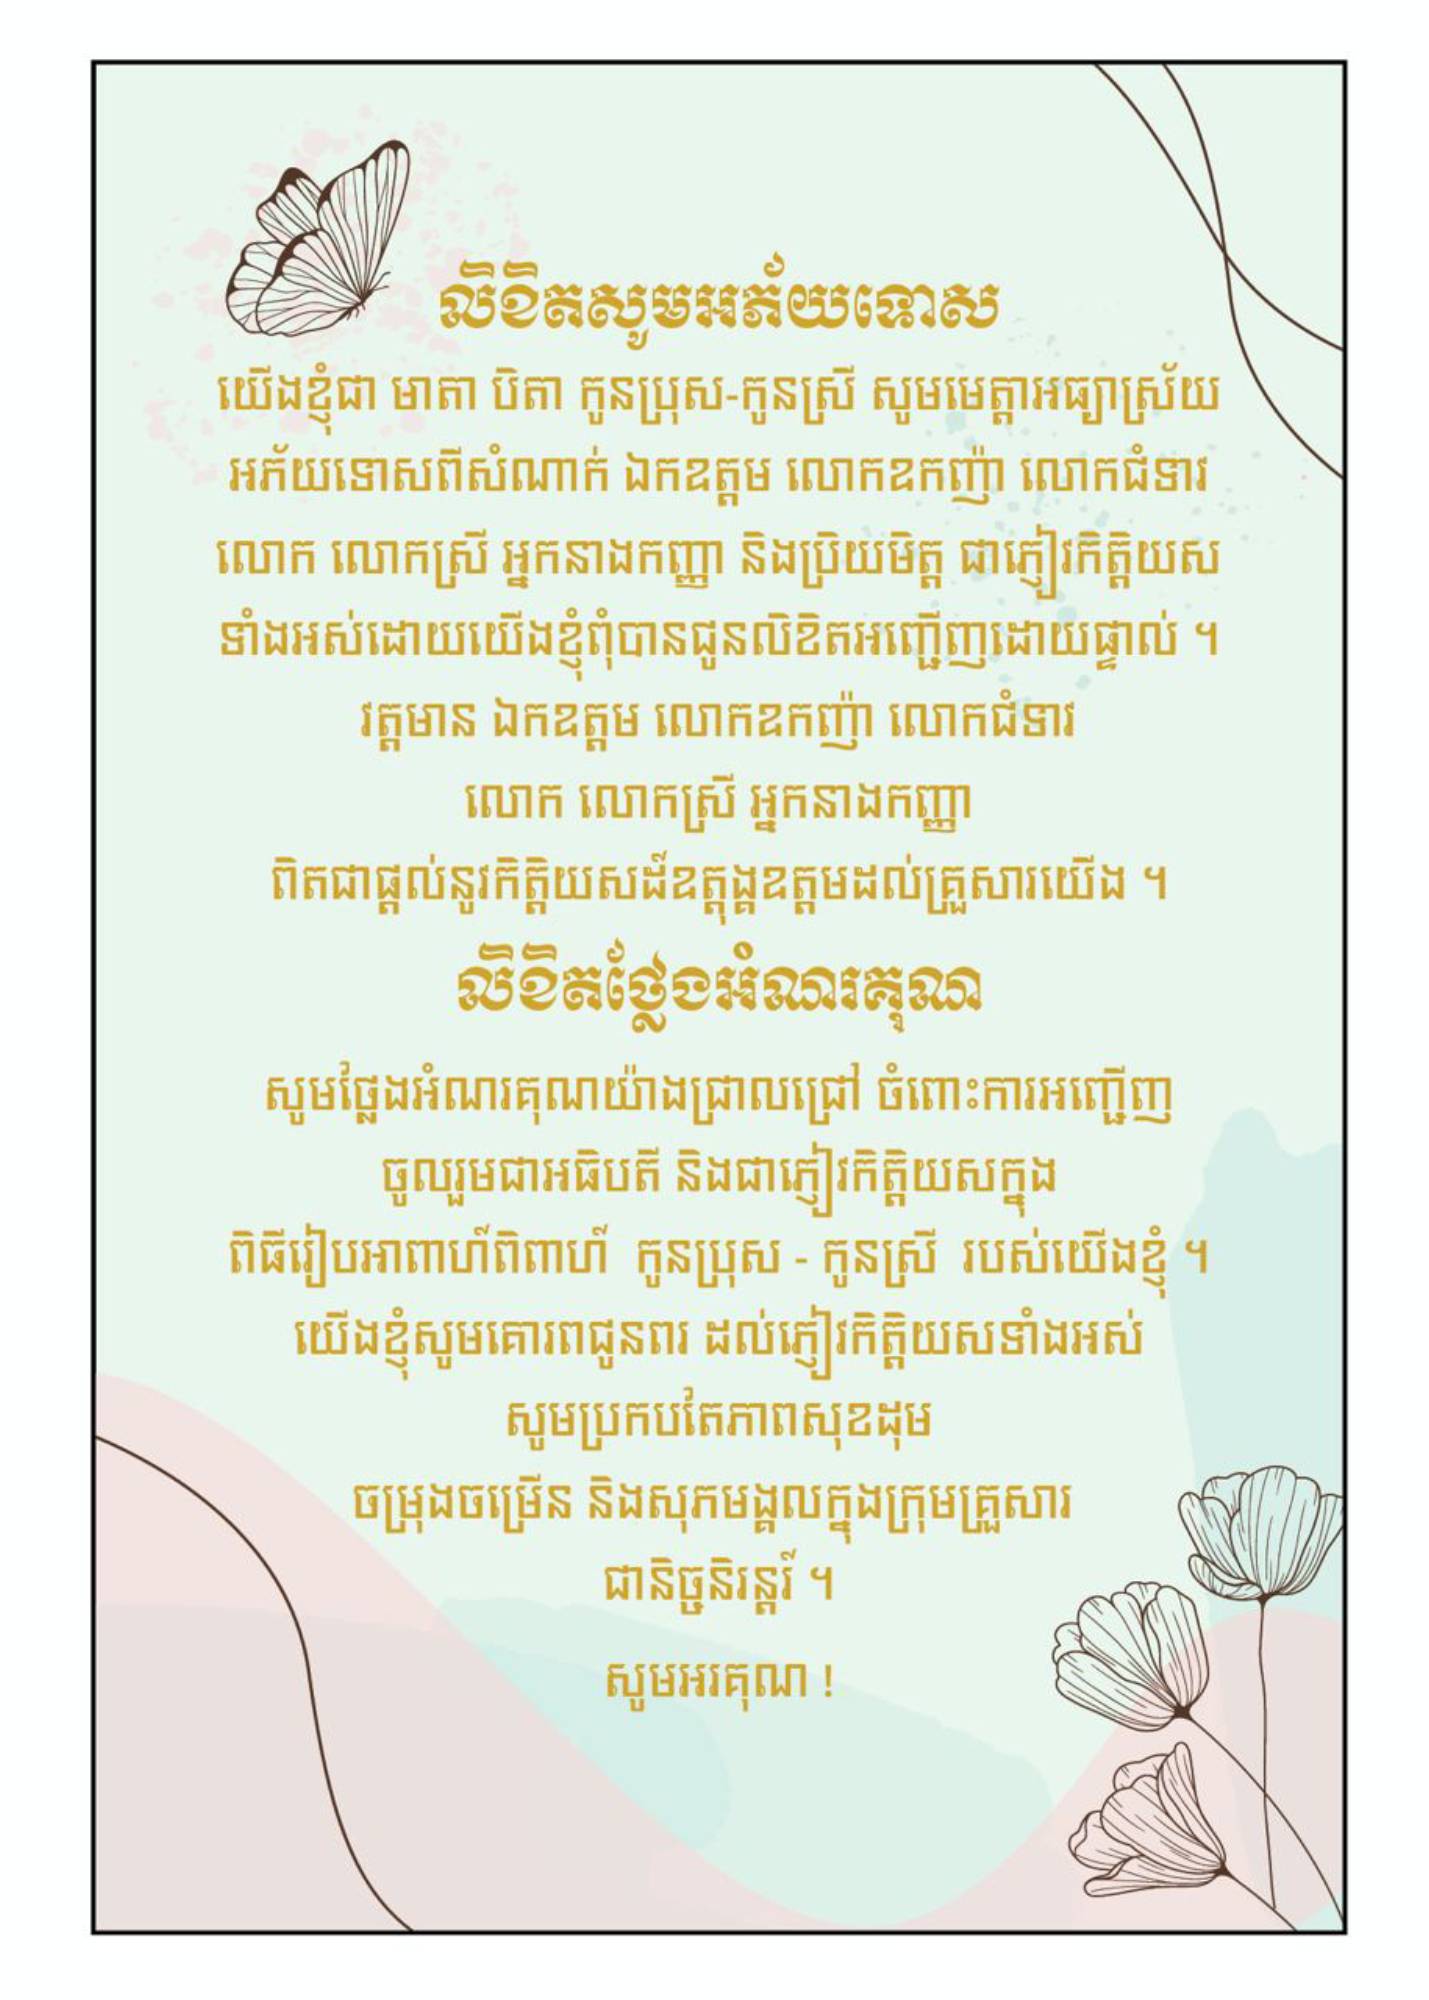 លិខិតសូមអភ័យទោស
យើងខ្ញុំជា មាតា បិតា កូនប្រុស-កូនស្រី សូមមេត្តាអធ្យាស្រ័យ
អភ័យទោសពីសំណាក់ ឯកឧត្តម លោកឧកញ៉ា លោកជំទាវ
លោក លោកស្រី អ្នកនាងកញ្ញា និងប្រិយមិត្ត ជាភ្ញៀវកិត្តិយស
ទាំងអស់ដោយយើងខ្ញុំពុំបានជូនលិខិតអញ្ជើញដោយផ្ទាល់ ។
វត្តមាន ឯកឧត្តម លោកឧកញ៉ា លោកជំទាវ
លោក លោកស្រី អ្នកនាងកញ្ញា
ពិតជាផ្តល់នូវកិត្តិយសដ៏ឧត្តុង្គឧត្តមដល់គ្រួសារយើង ។
លិខិតថ្លែងអំណរគុណ
សូមថ្លែងអំណរគុណយ៉ាងជ្រាលជ្រៅ ចំពោះការអញ្ជើញ
ចូលរួមជាអធិបតី និងជាភ្ញៀវកិត្តិយសក្នុង
ពិធីរៀបអាពាហ៍ពិពាហ៍ កូនប្រុស - កូនស្រី របស់យើងខ្ញុំ ។
យើងខ្ញុំសូមគោរពជូនពរ ដល់ភ្ញៀវកិត្តិយសទាំងអស់
សូមប្រកបតែភាពសុខដុម
ចម្រុងចម្រើន និងសុភមង្គលក្នុងក្រុមគ្រួសារ
ជានិច្ចនិរន្តរ៍ ។
សូមអរគុណ !